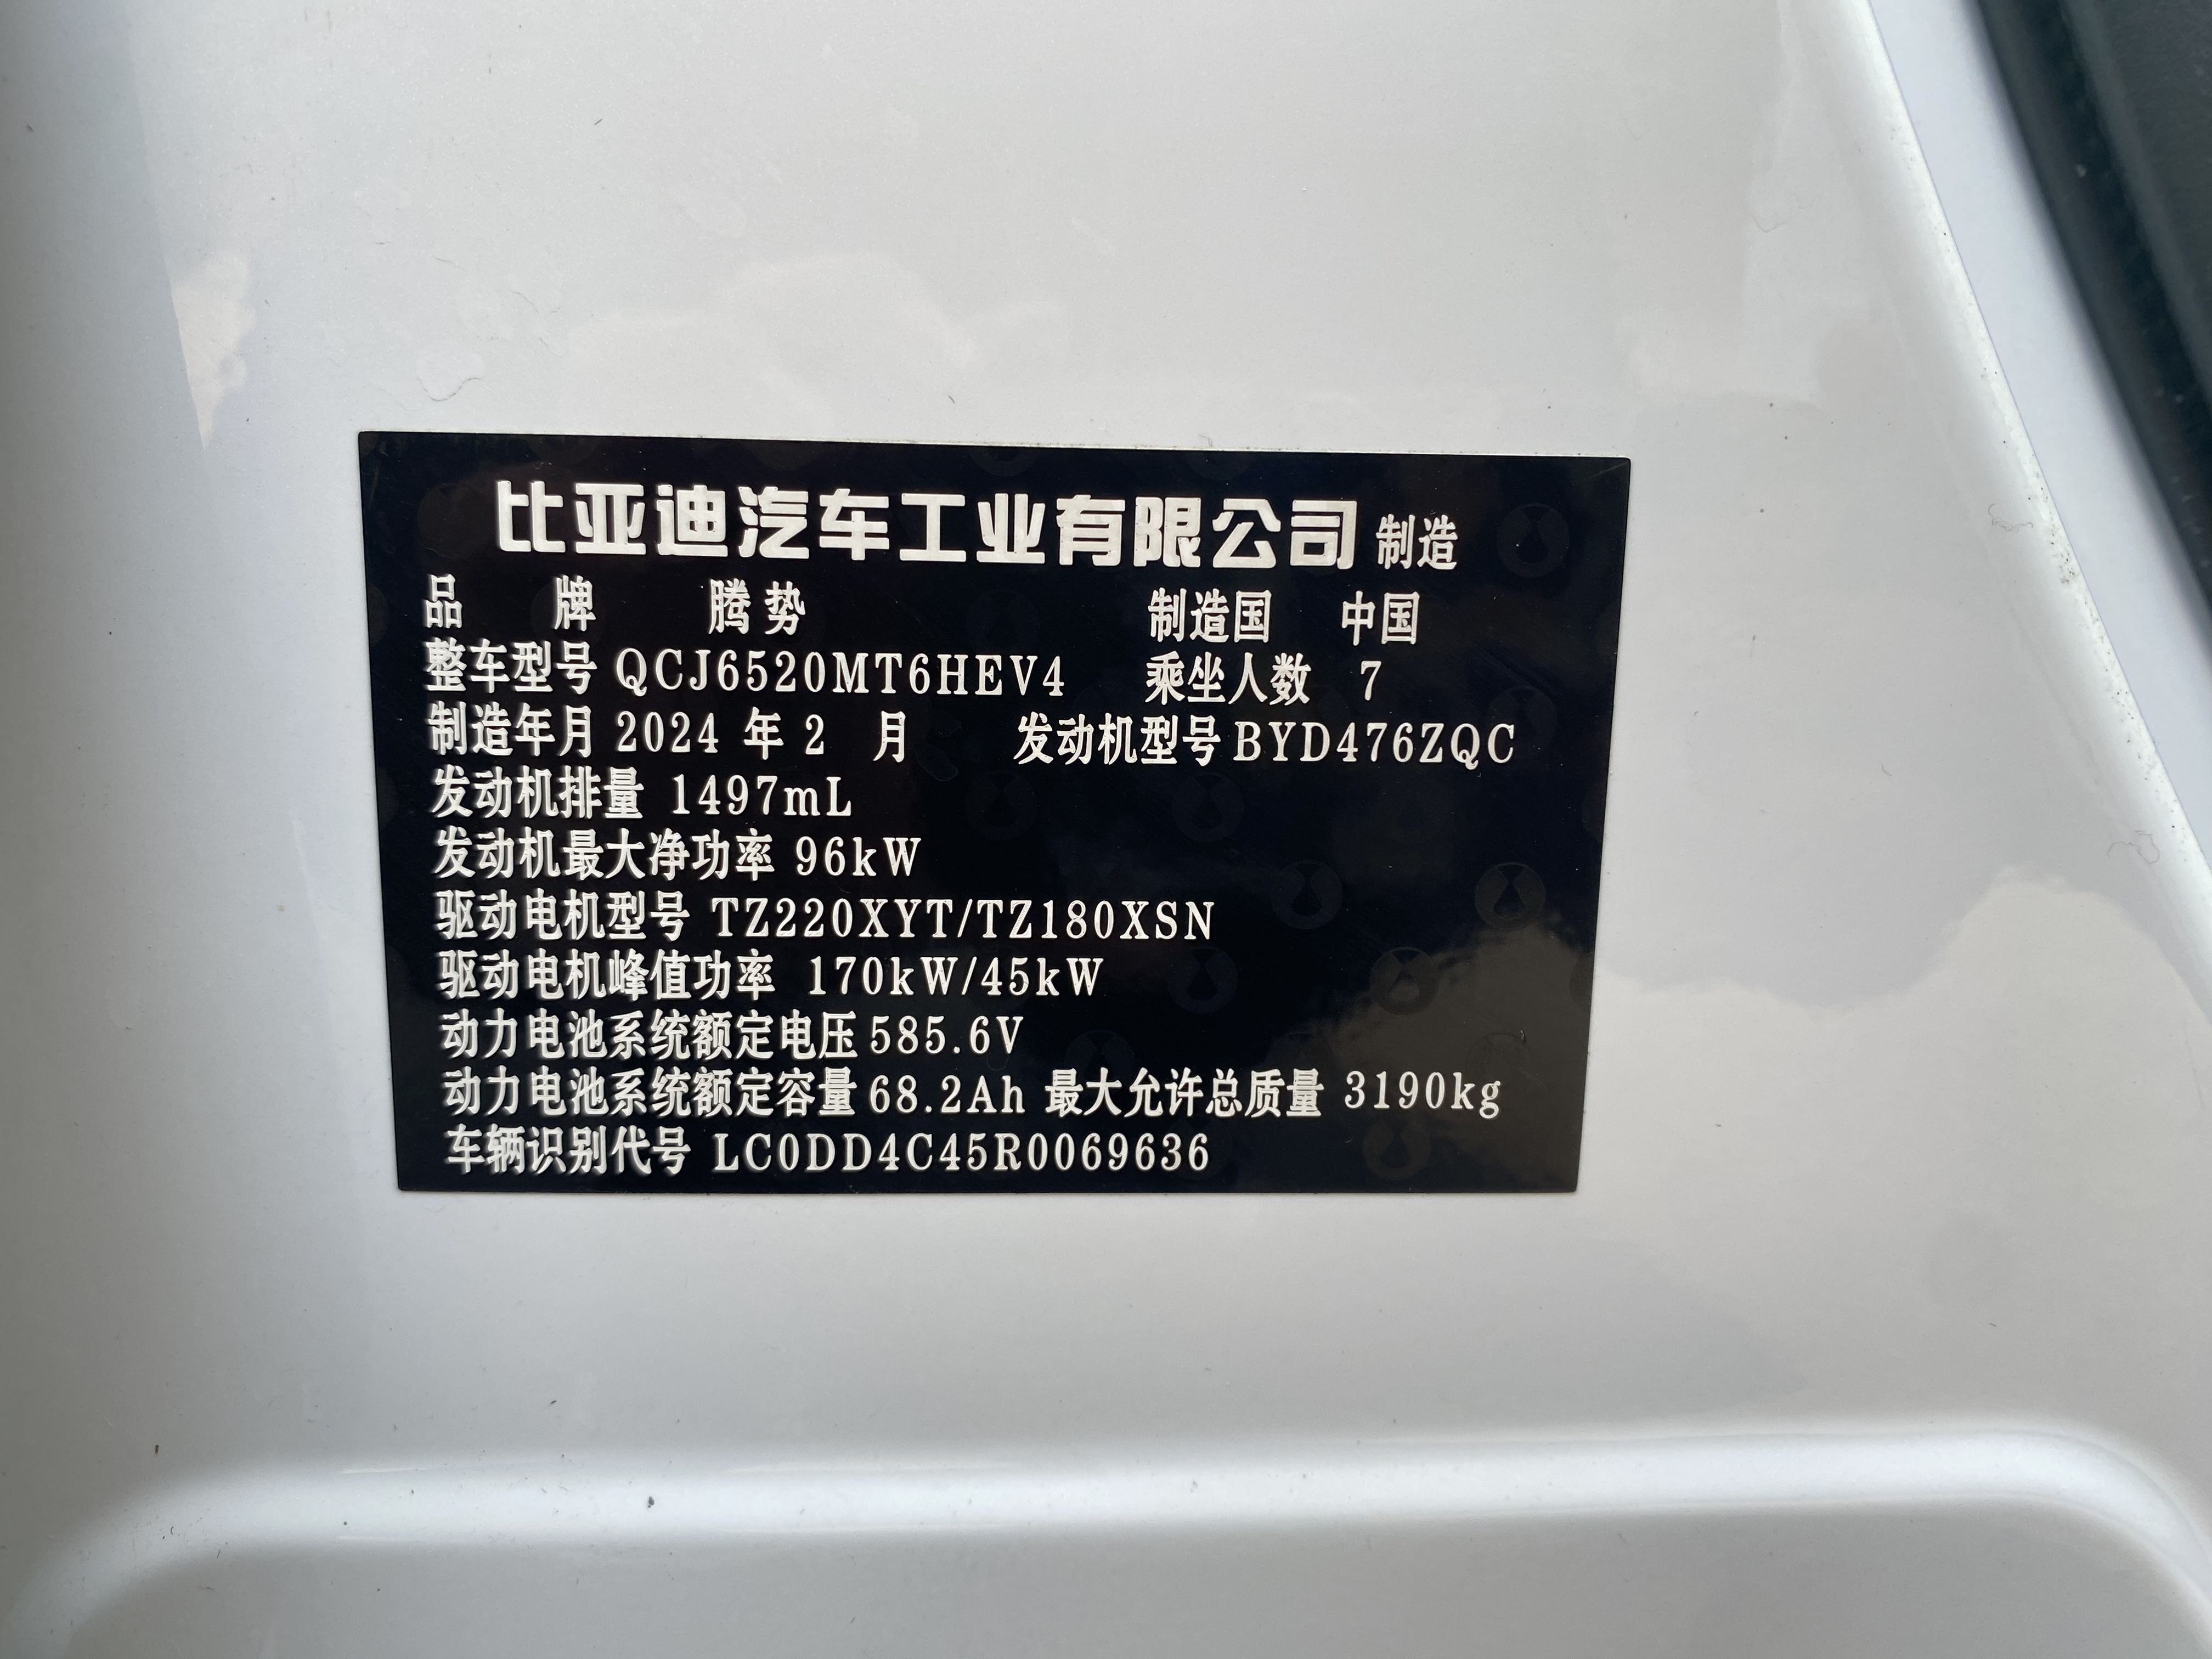 比亚迪汽车工业有限公司 制造
品 牌 腾势 制造国 中国
整车型号 QCJ6520MT6HEV4 乘坐人数 7
制造年月 2024 年 2 月 发动机型号 BYD476ZQC
发动机排量 1497mL
发动机最大净功率 96kW
驱动电机型号 TZ220XYT/TZ180XSN
驱动电机峰值功率 170kW/45kW
动力电池系统额定电压 585.6V
动力电池系统额定容量 68.2Ah 最大允许总质量 3190kg
车辆识别代号 LC0DD4C45R0069636